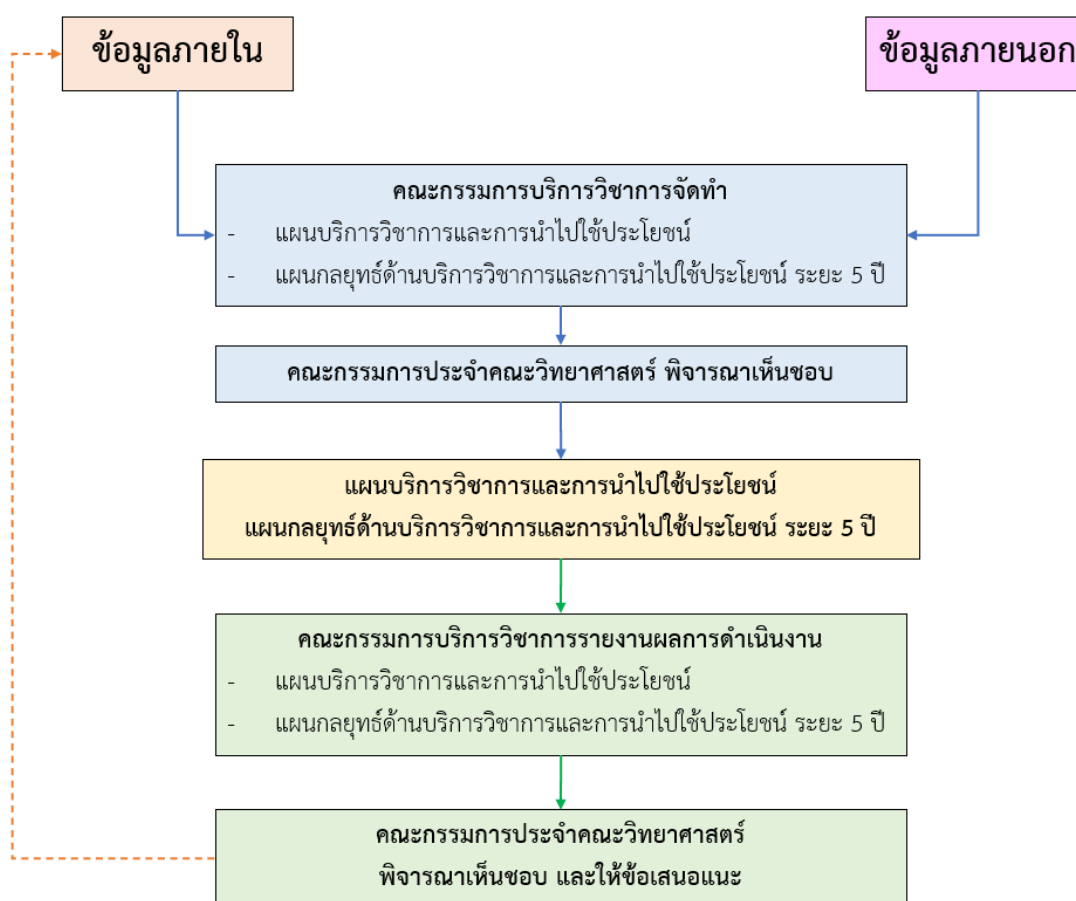 ข้อมูลภายใน
ข้อมูลภายนอก
คณะกรรมการบริการวิชาการจัดทำ
- แผนบริการวิชาการและการนำไปใช้ประโยชน์
- แผนกลยุทธ์ด้านบริการวิชาการและการนำไปใช้ประโยชน์ ระยะ 5 ปี
คณะกรรมการประจำคณะวิทยาศาสตร์ พิจารณาเห็นชอบ
แผนบริการวิชาการและการนำไปใช้ประโยชน์
แผนกลยุทธ์ด้านบริการวิชาการและการนำไปใช้ประโยชน์ ระยะ 5 ปี
คณะกรรมการบริการวิชาการรายงานผลการดำเนินงาน
- แผนบริการวิชาการและการนำไปใช้ประโยชน์
- แผนกลยุทธ์ด้านบริการวิชาการและการนำไปใช้ประโยชน์ ระยะ 5 ปี
คณะกรรมการประจำคณะวิทยาศาสตร์
พิจารณาเห็นชอบ และให้ข้อเสนอแนะ